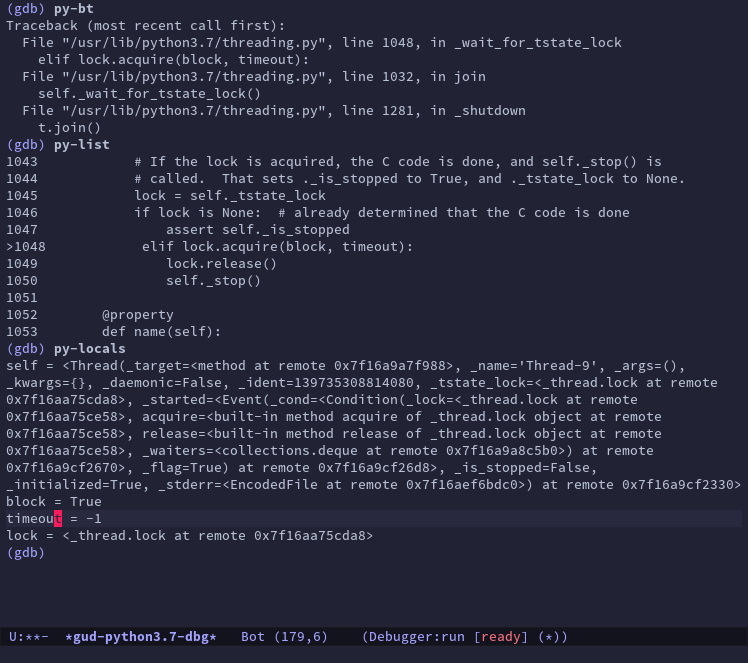 (gdb) py-bt
Traceback (most recent call first):
  File "/usr/lib/python3.7/threading.py", line 1048, in _wait_for_tstate_lock
    elif lock.acquire(block, timeout):
  File "/usr/lib/python3.7/threading.py", line 1032, in join
    self._wait_for_tstate_lock()
  File "/usr/lib/python3.7/threading.py", line 1281, in _shutdown
    t.join()
(gdb) py-list
1043            # If the lock is acquired, the C code is done, and self._stop() is
1044            # called.  That sets ._is_stopped to True, and ._tstate_lock to None.
1045            lock = self._tstate_lock
1046            if lock is None:  # already determined that the C code is done
1047                assert self._is_stopped
>1048            elif lock.acquire(block, timeout):
1049                lock.release()
1050                self._stop()
1051
1052        @property
1053        def name(self):
(gdb) py-locals
self = <Thread(_target=<method at remote 0x7f16a9a7f988>, _name='Thread-9', _args=(),
_kwargs={}, _daemonic=False, _ident=139735308814080, _tstate_lock=<_thread.lock at remote
0x7f16aa75cda8>, _started=<Event(_cond=<Condition(_lock=<_thread.lock at remote
0x7f16aa75ce58>, acquire=<built-in method acquire of _thread.lock object at remote
0x7f16aa75ce58>, release=<built-in method release of _thread.lock object at remote
0x7f16aa75ce58>, _waiters=<collections.deque at remote 0x7f16a9a8c5b0>) at remote
0x7f16a9cf2670>, _flag=True) at remote 0x7f16a9cf26d8>, _is_stopped=False,
_initialized=True, _stderr=<EncodedFile at remote 0x7f16aef6bdc0>) at remote 0x7f16a9cf2330>
block = True
timeout = -1
lock = <_thread.lock at remote 0x7f16aa75cda8>
(gdb)
U:**-  *gud-python3.7-dbg*   Bot (179,6)    (Debugger:run [ready] (*))